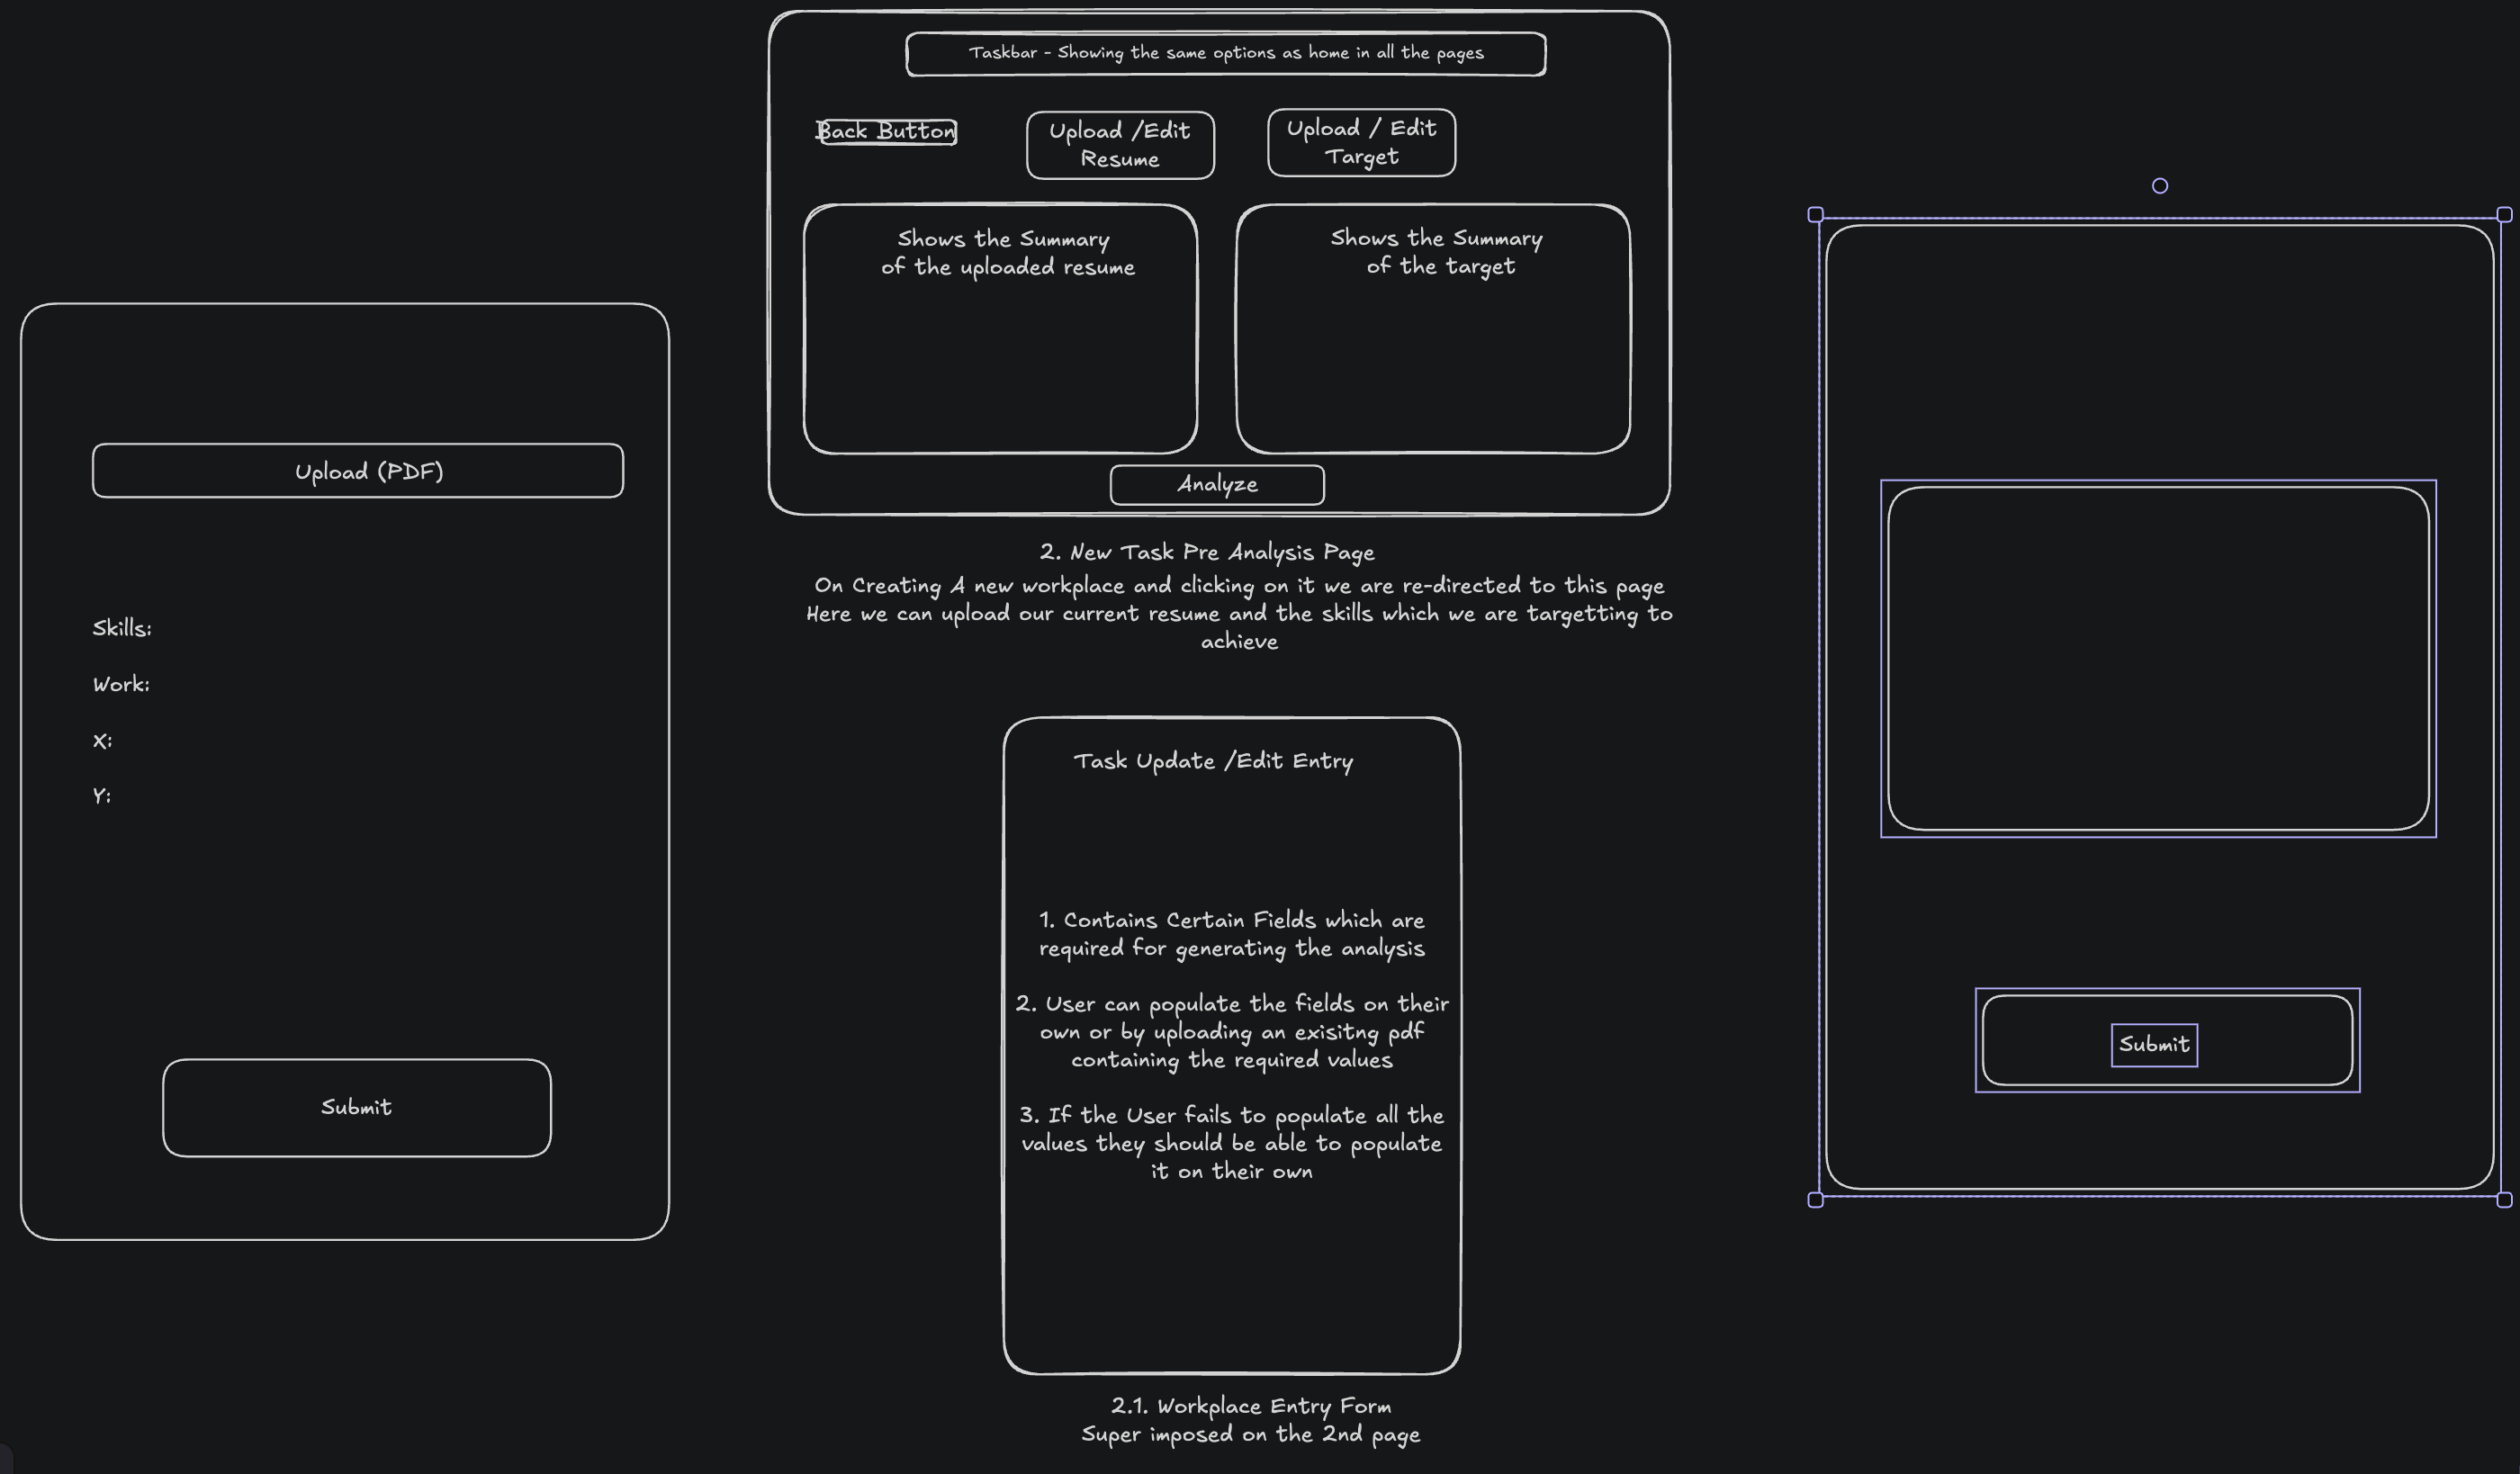 Taskbar - Showing the same options as home in all the pages
Back Button
Upload /Edit
Resume
Upload / Edit
Target
Shows the Summary
of the uploaded resume
Shows the Summary
of the target
Analyze
2. New Task Pre Analysis Page
On Creating A new workplace and clicking on it we are re-directed to this page
Here we can upload our current resume and the skills which we are targetting to
achieve
Upload (PDF)
Skills:
Work:
X:
Y:
Submit
Task Update /Edit Entry
1. Contains Certain Fields which are
required for generating the analysis
2. User can populate the fields on their
own or by uploading an exisitng pdf
containing the required values
3. If the User fails to populate all the
values they should be able to populate
it on their own
2.1. Workplace Entry Form
Super imposed on the 2nd page
Submit